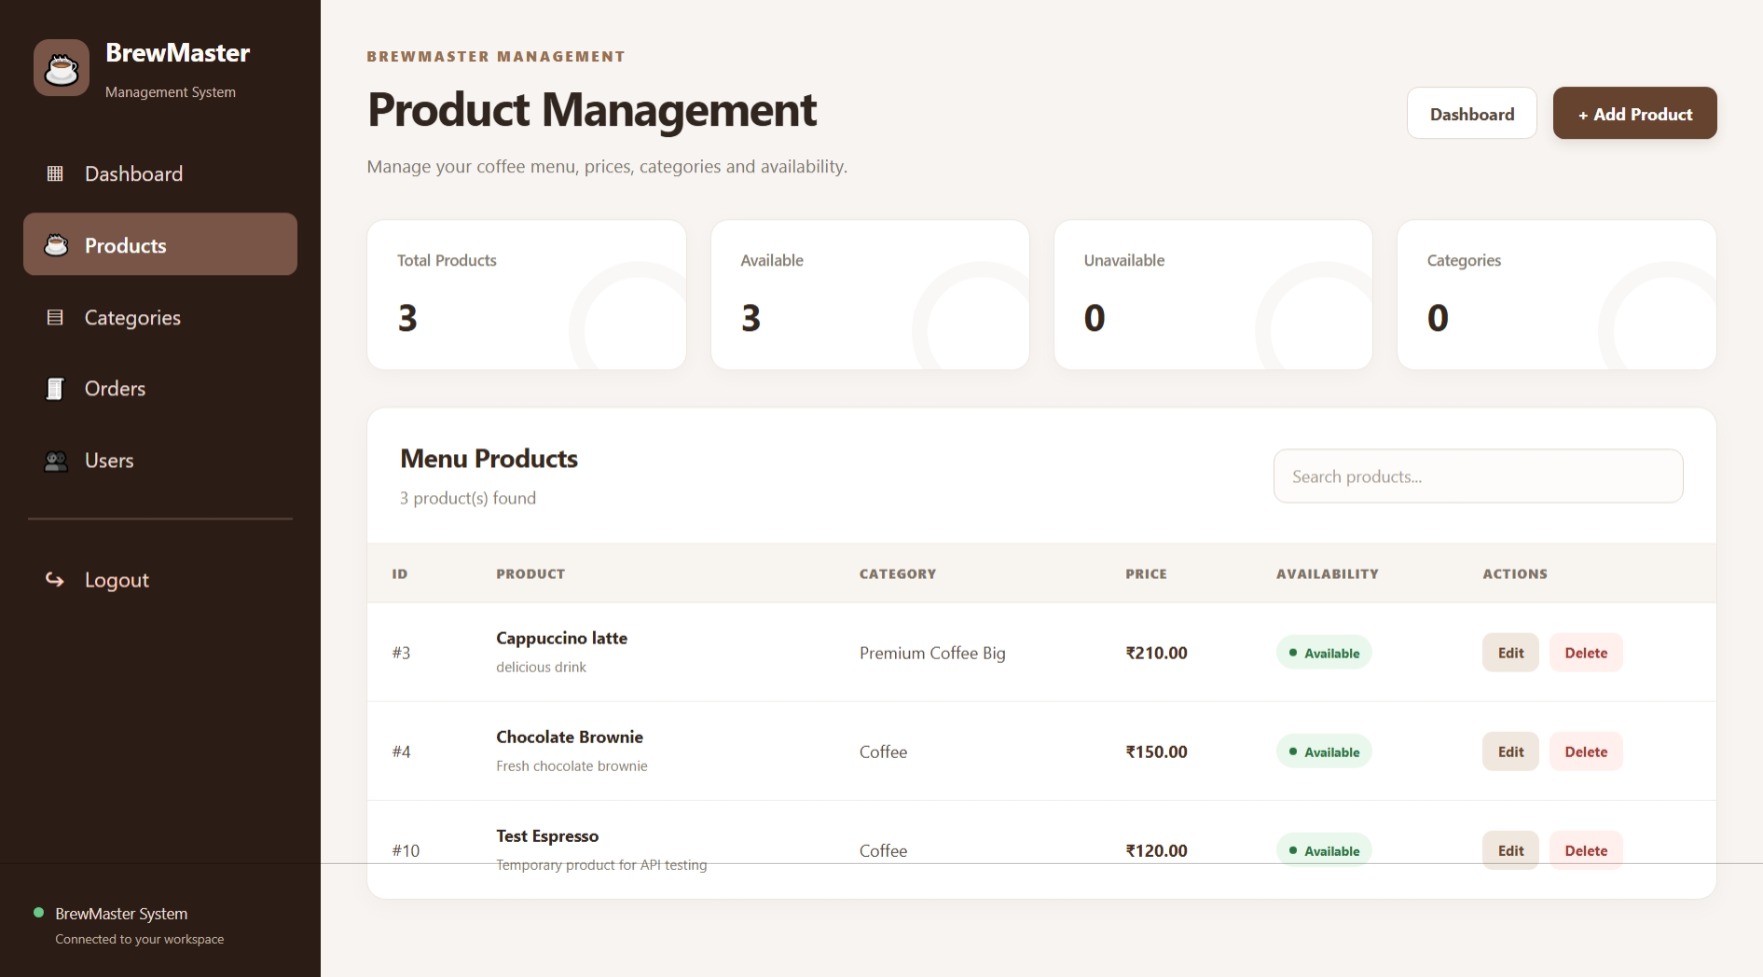 BrewMaster
Management System
Dashboard
Products
Categories
Orders
Users
Logout
BrewMaster System
Connected to your workspace
BREWMASTER MANAGEMENT
Product Management
Manage your coffee menu, prices, categories and availability.
Dashboard
+ Add Product
Total Products
3
Available
3
Unavailable
0
Categories
0
Menu Products
3 product(s) found
Search products...
ID PRODUCT CATEGORY PRICE AVAILABILITY ACTIONS
#3 Cappuccino latte Premium Coffee Big ₹210.00 Available Edit Delete
delicious drink
#4 Chocolate Brownie Coffee ₹150.00 Available Edit Delete
Fresh chocolate brownie
#10 Test Espresso Coffee ₹120.00 Available Edit Delete
Temporary product for API testing